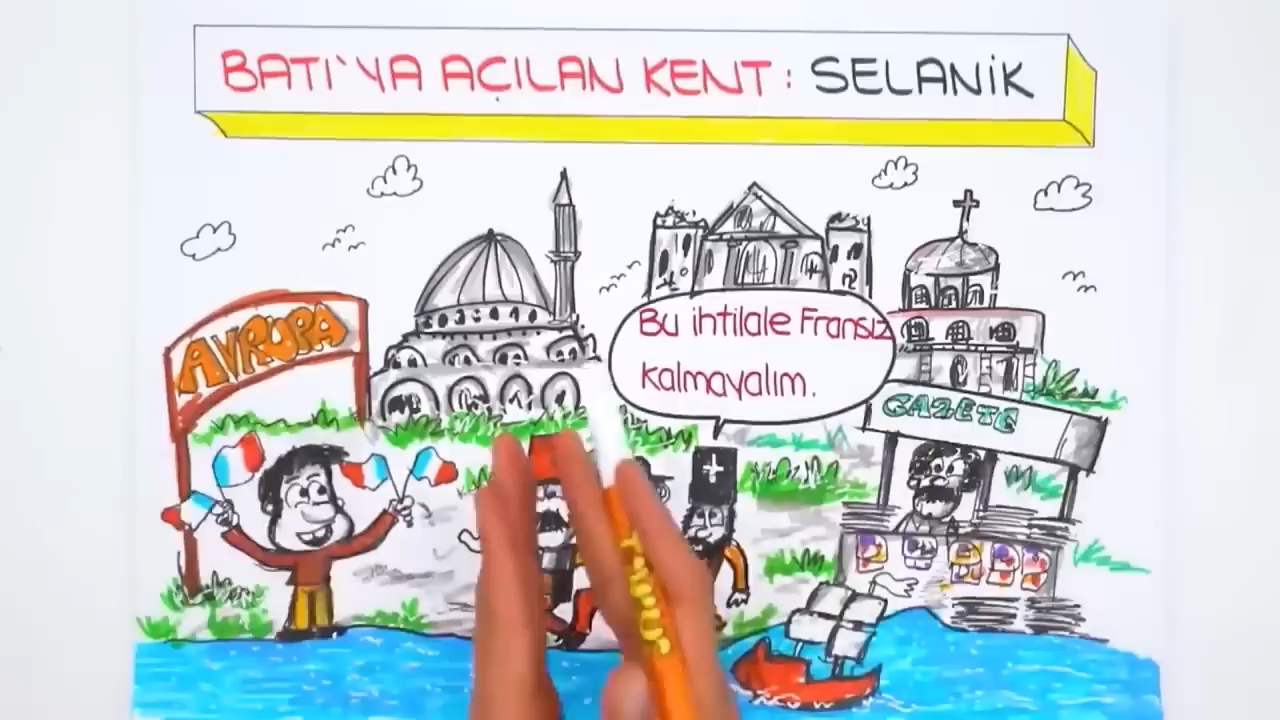 BATI'YA AÇILAN KENT: SELANİK
AVRUPA
Bu ihtilale Fransız
kalmayalım.
GAZETE